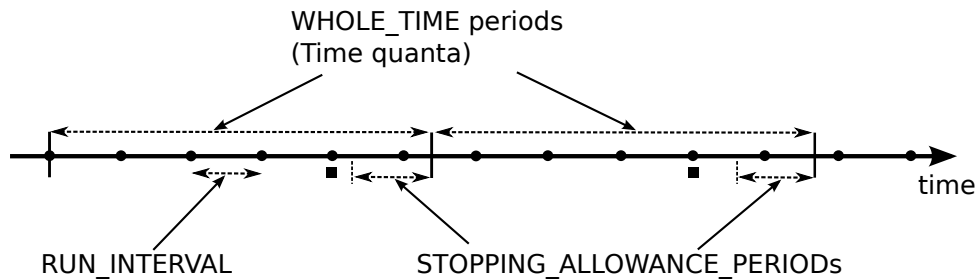 WHOLE_TIME periods
(Time quanta)
time
RUN_INTERVAL
STOPPING_ALLOWANCE_PERIODs